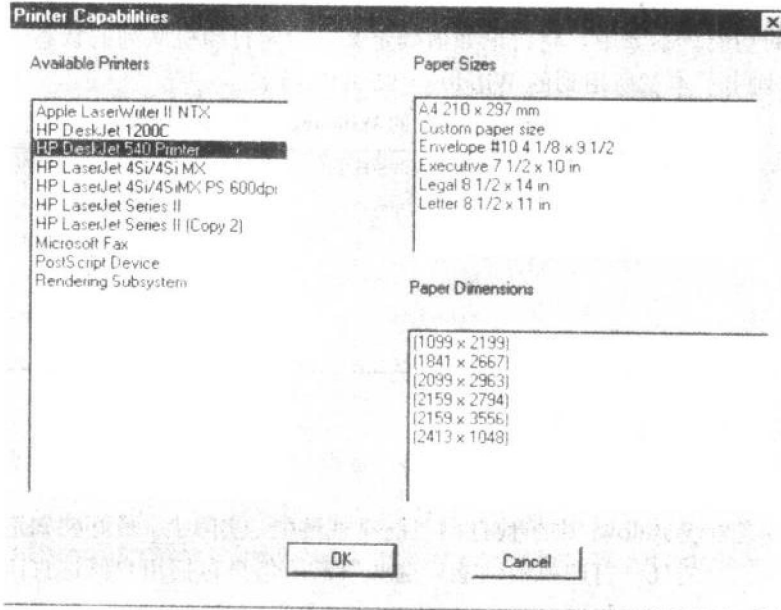 Printer Capabilities
Available Printers
Apple LaserWriter II NTX
HP DeskJet 1200C
HP DeskJet 540 Printer
HP LaserJet 4Si/4Si MX
HP LaserJet 4Si/4SiMX PS 600dpi
HP LaserJet Series II
HP LaserJet Series II (Copy 2)
Microsoft Fax
PostScript Device
Rendering Subsystem
Paper Sizes
A4 210 x 297 mm
Custom paper size
Envelope #10 4 1/8 x 9 1/2
Executive 7 1/2 x 10 in
Legal 8 1/2 x 14 in
Letter 8 1/2 x 11 in
Paper Dimensions
(1099 x 2199)
(1841 x 2667)
(2099 x 2963)
(2159 x 2794)
(2159 x 3556)
(2413 x 1048)
OK
Cancel